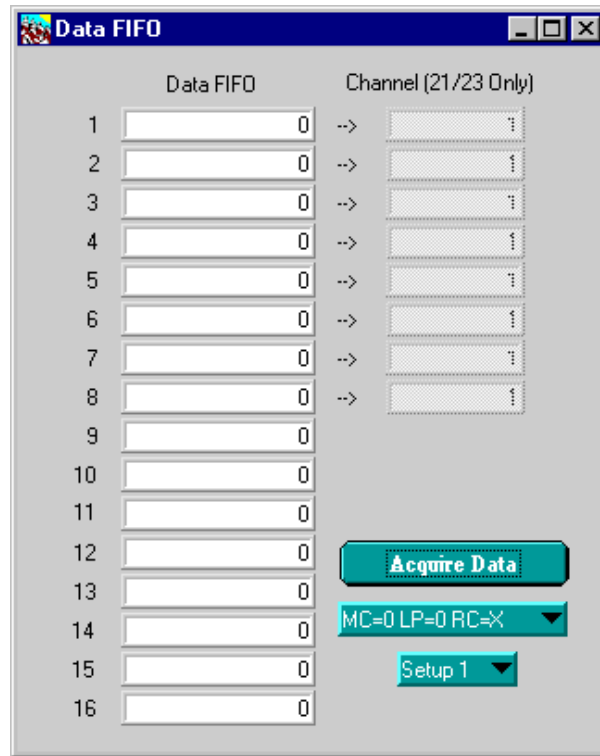 Data FIFO
Data FIFO Channel (21/23 Only)
1 0 --> 1
2 0 --> 1
3 0 --> 1
4 0 --> 1
5 0 --> 1
6 0 --> 1
7 0 --> 1
8 0 --> 1
9 0
10 0
11 0
12 0 Acquire Data
13 0
14 0 MC=0 LP=0 RC=X
15 0 Setup 1
16 0